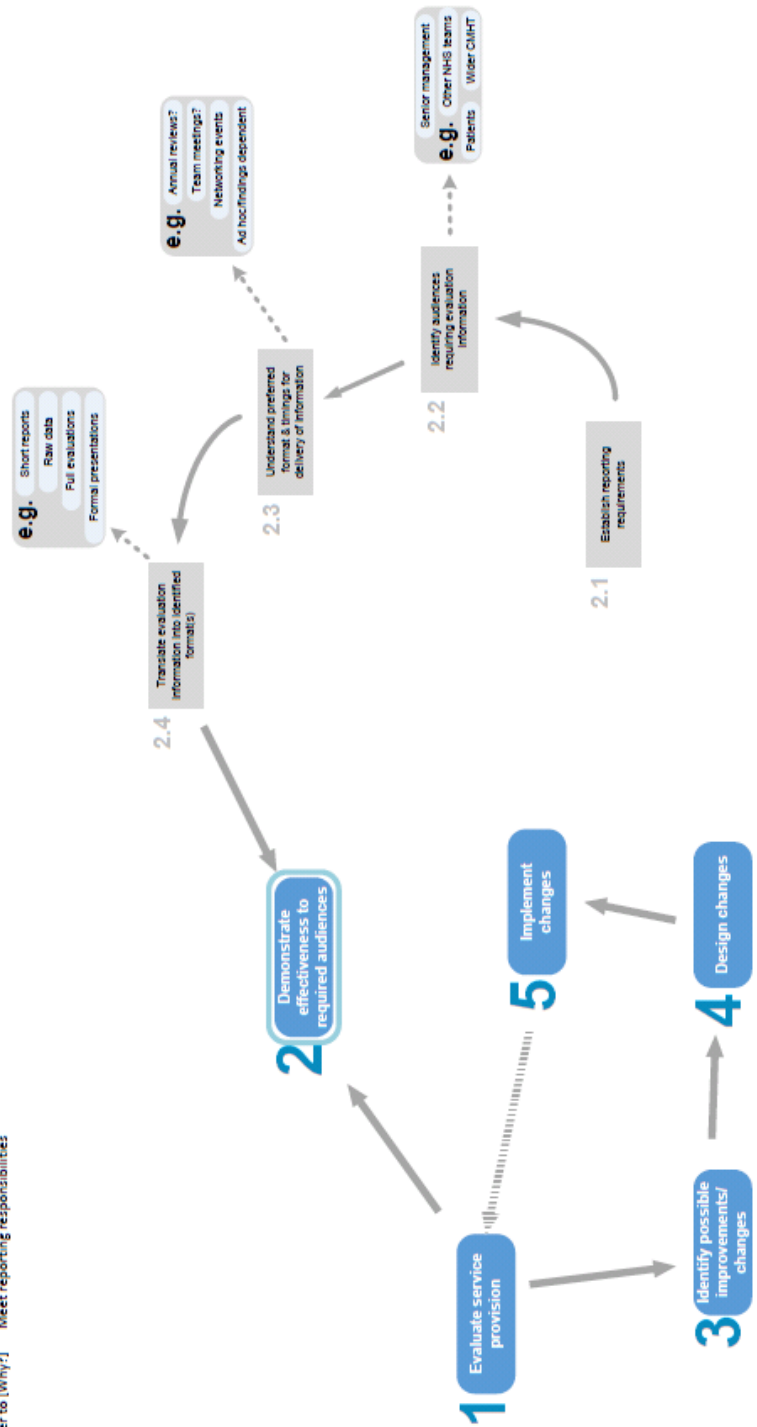 er to [Why?] Meet reporting responsibilities
1
Evaluate service
provision
2
Demonstrate
effectiveness to
required audiences
3
Identify possible
improvements/
changes
4
Design changes
5
Implement
changes
2.1
Establish reporting
requirements
2.2
Identify audiences
requiring evaluation
information
e.g.
Senior management
Other NHS teams
Patients
Wider CMHT
2.3
Understand preferred
format & timings for
delivery of information
e.g.
Annual reviews?
Team meetings?
Networking events
Ad hoc/findings dependent
2.4
Translate evaluation
information into identified
format(s)
e.g.
Short reports
Raw data
Full evaluations
Formal presentations